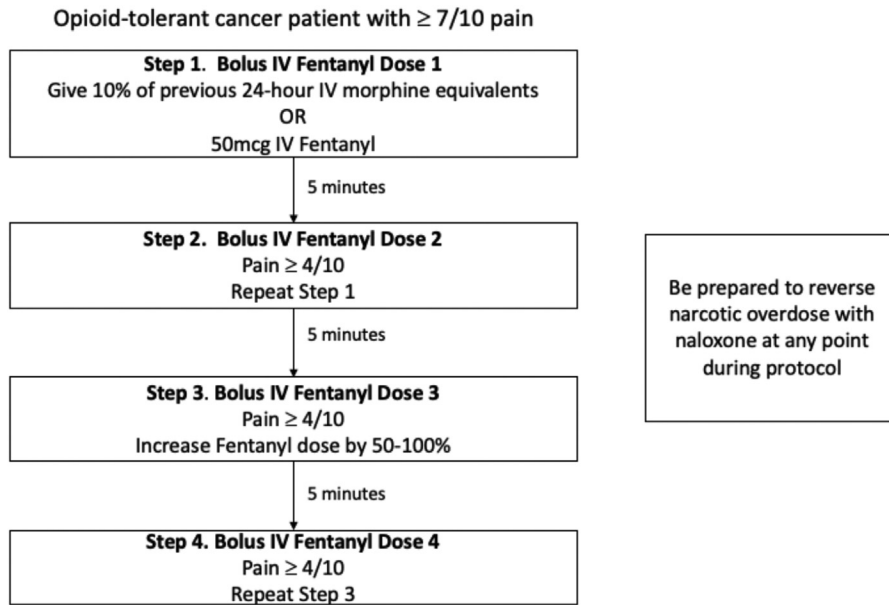 Opioid-tolerant cancer patient with ≥ 7/10 pain
Step 1.  Bolus IV Fentanyl Dose 1
Give 10% of previous 24-hour IV morphine equivalents
OR
50mcg IV Fentanyl
5 minutes
Step 2.  Bolus IV Fentanyl Dose 2
Pain ≥ 4/10
Repeat Step 1
5 minutes
Step 3. Bolus IV Fentanyl Dose 3
Pain ≥ 4/10
Increase Fentanyl dose by 50-100%
5 minutes
Step 4. Bolus IV Fentanyl Dose 4
Pain ≥ 4/10
Repeat Step 3
Be prepared to reverse
narcotic overdose with
naloxone at any point
during protocol